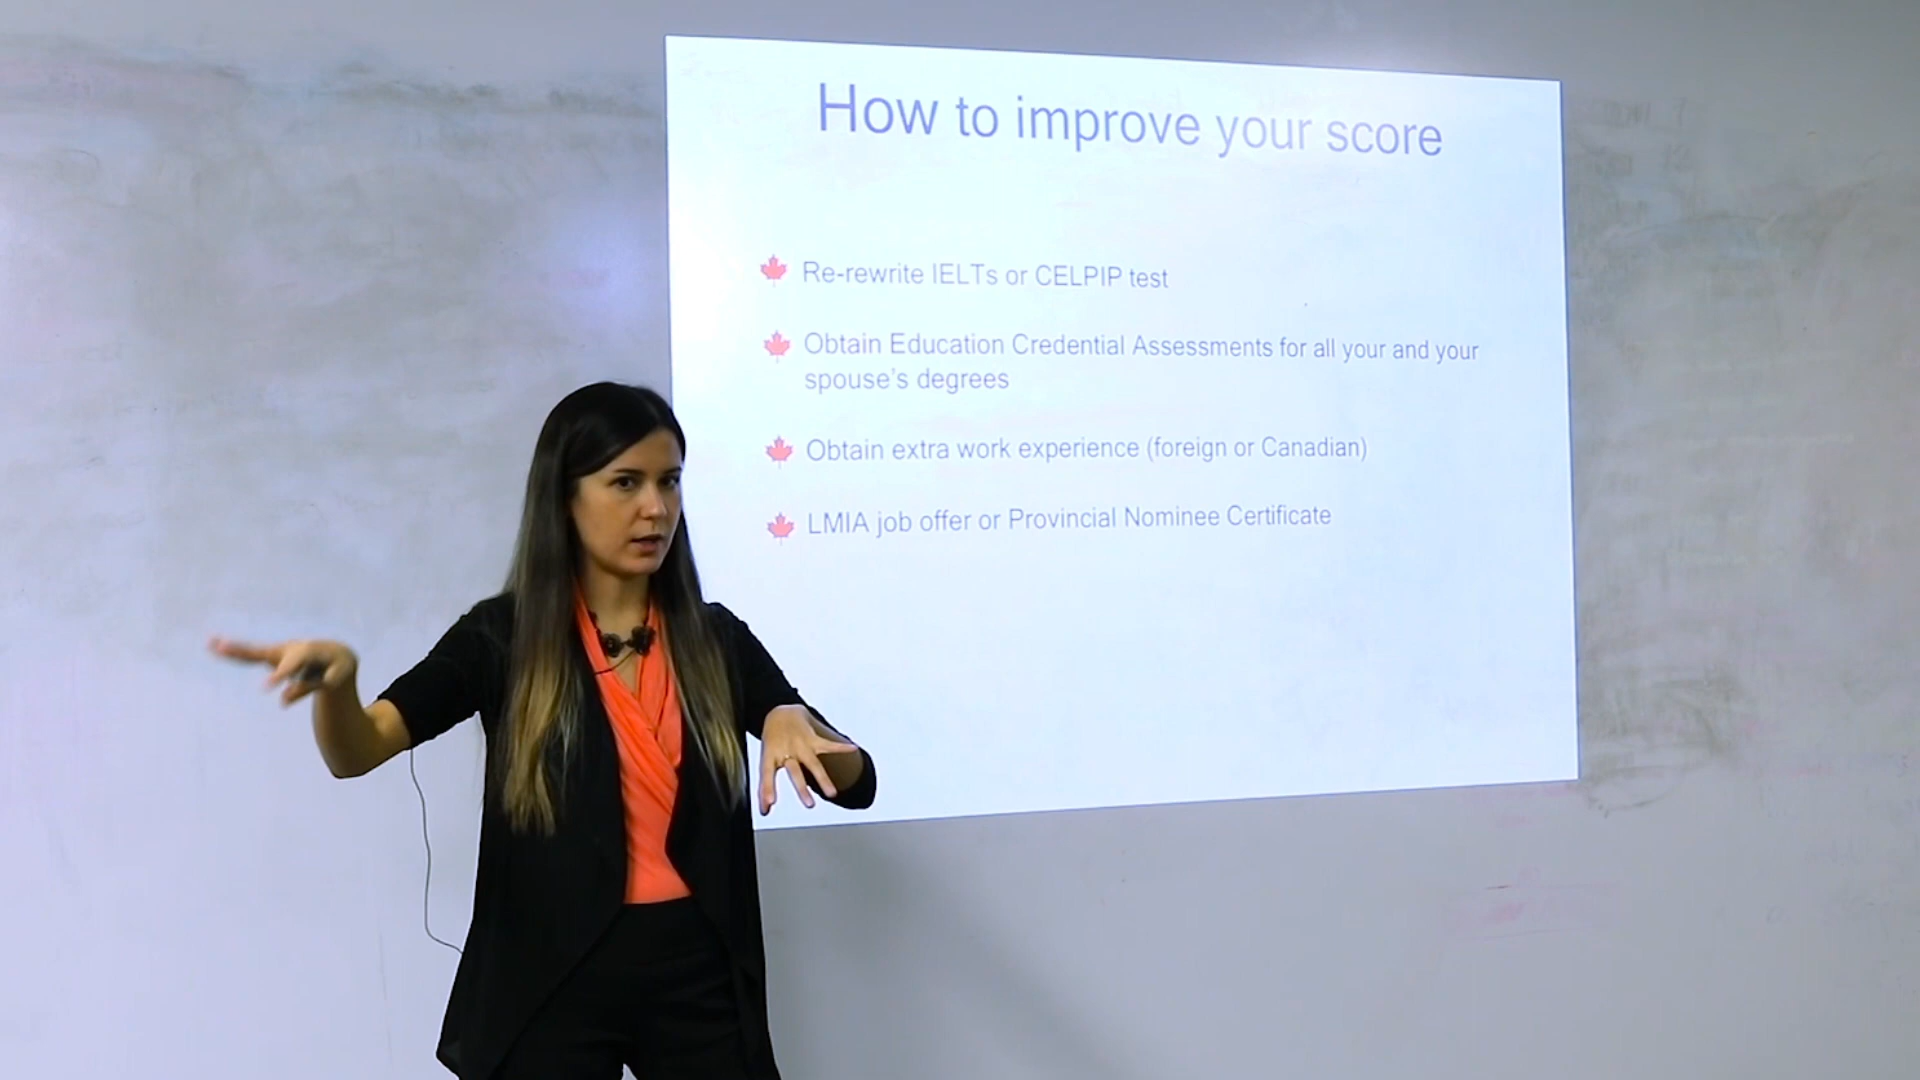 How to improve your score
Re-rewrite IELTs or CELPIP test
Obtain Education Credential Assessments for all your and your
spouse's degrees
Obtain extra work experience (foreign or Canadian)
LMIA job offer or Provincial Nominee Certificate